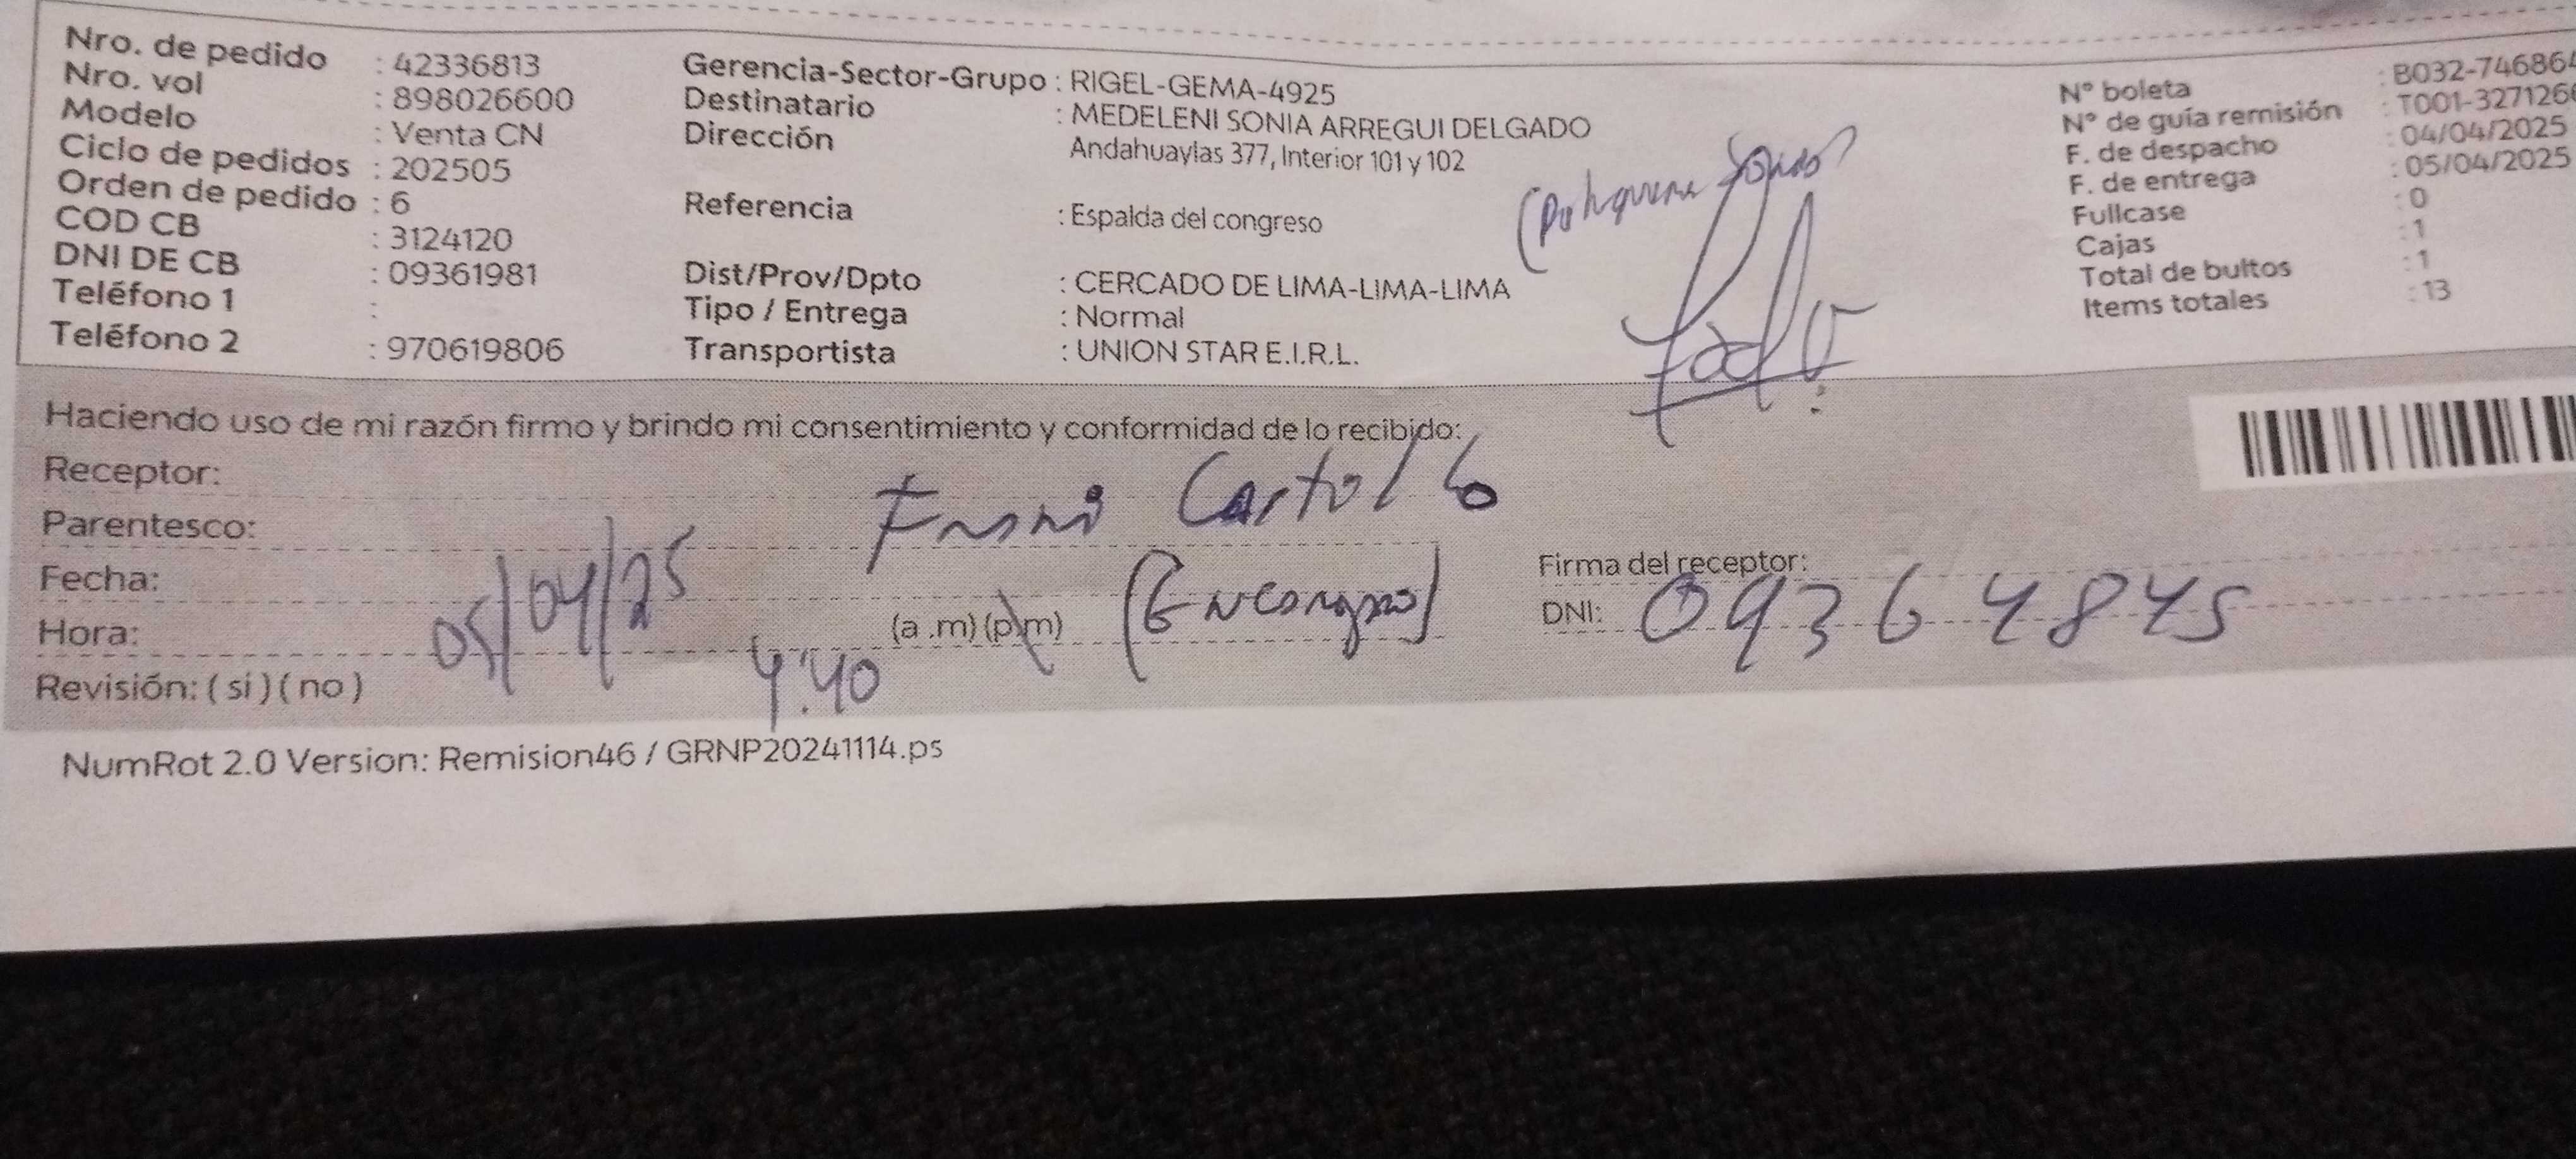 Nro. de pedido : 42336813
Nro. vol : 898026600
Modelo : Venta CN
Ciclo de pedidos : 202505
Orden de pedido : 6
COD CB : 3124120
DNI DE CB : 09361981
Teléfono 1 :
Teléfono 2 : 970619806
Gerencia-Sector-Grupo : RIGEL-GEMA-4925
Destinatario : MEDELENI SONIA ARREGUI DELGADO
Dirección Andahuaylas 377, Interior 101 y 102
Referencia : Espalda del congreso
Dist/Prov/Dpto : CERCADO DE LIMA-LIMA-LIMA
Tipo / Entrega : Normal
Transportista : UNION STAR E.I.R.L.
N° boleta : B032-746864
N° de guía remisión : T001-3271266
F. de despacho : 04/04/2025
F. de entrega : 05/04/2025
Fullcase : 0
Cajas : 1
Total de bultos : 1
Items totales : 13
Haciendo uso de mi razón firmo y brindo mi consentimiento y conformidad de lo recibido:
Receptor:
Parentesco:
Fecha: 05/04/25
Hora: 4:40 (a .m) (p.m)
Revisión: ( si ) ( no )
Firma del receptor:
DNI: 09364845
NumRot 2.0 Version: Remision46 / GRNP20241114.ps